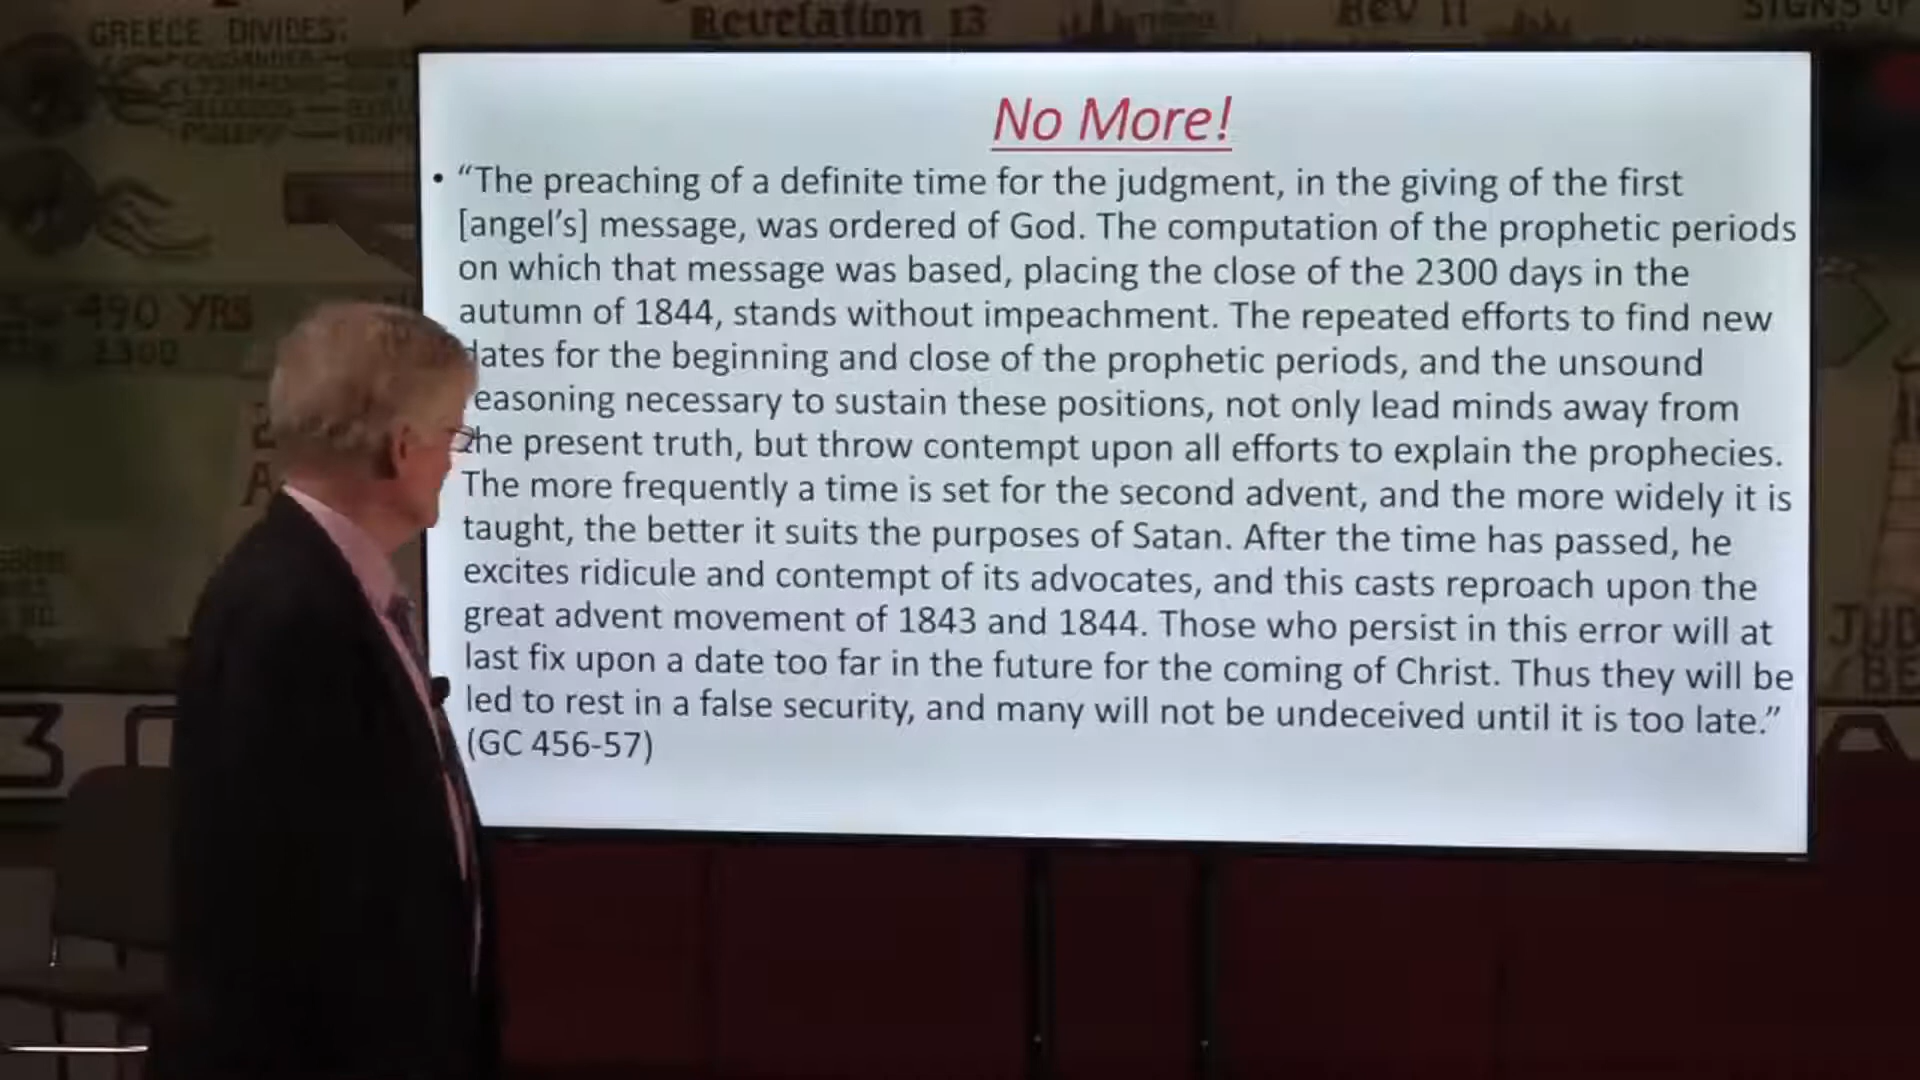 GREECE DIVIDES:
Revelation 13
Rev 11
SIGNS OF
No More!
• “The preaching of a definite time for the judgment, in the giving of the first
[angel’s] message, was ordered of God. The computation of the prophetic periods
on which that message was based, placing the close of the 2300 days in the
autumn of 1844, stands without impeachment. The repeated efforts to find new
dates for the beginning and close of the prophetic periods, and the unsound
reasoning necessary to sustain these positions, not only lead minds away from
the present truth, but throw contempt upon all efforts to explain the prophecies.
The more frequently a time is set for the second advent, and the more widely it is
taught, the better it suits the purposes of Satan. After the time has passed, he
excites ridicule and contempt of its advocates, and this casts reproach upon the
great advent movement of 1843 and 1844. Those who persist in this error will at
last fix upon a date too far in the future for the coming of Christ. Thus they will be
led to rest in a false security, and many will not be undeceived until it is too late.”
(GC 456-57)
490 YRS
2300
JUD
BE
3